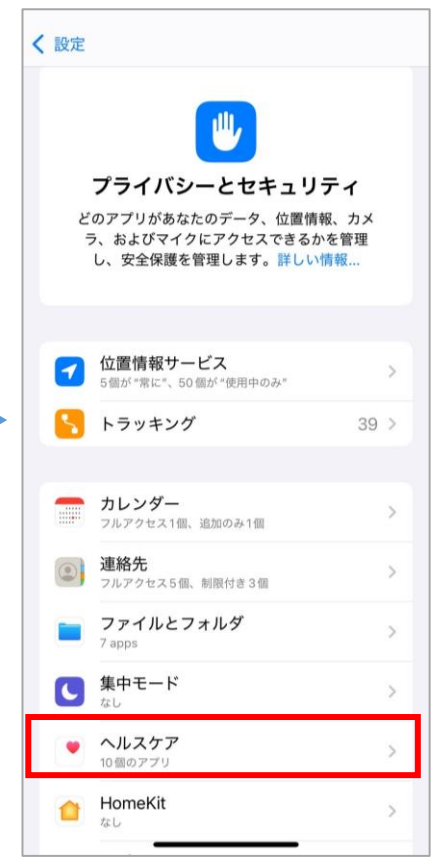 設定
プライバシーとセキュリティ
どのアプリがあなたのデータ、位置情報、カメ
ラ、およびマイクにアクセスできるかを管理
し、安全保護を管理します。詳しい情報...
位置情報サービス
5個が"常に"、50個が"使用中のみ"
トラッキング 39
カレンダー
フルアクセス1個、追加のみ1個
連絡先
フルアクセス5個、制限付き3個
ファイルとフォルダ
7 apps
集中モード
なし
ヘルスケア
10個のアプリ
HomeKit
なし